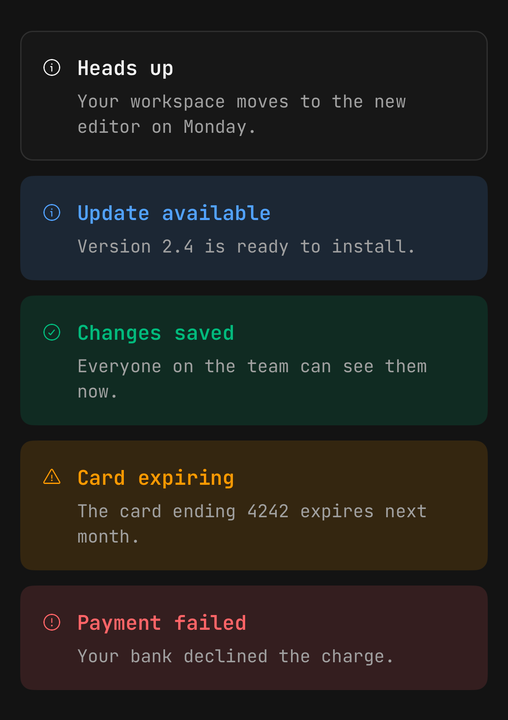 Heads up
Your workspace moves to the new
editor on Monday.
Update available
Version 2.4 is ready to install.
Changes saved
Everyone on the team can see them
now.
Card expiring
The card ending 4242 expires next
month.
Payment failed
Your bank declined the charge.